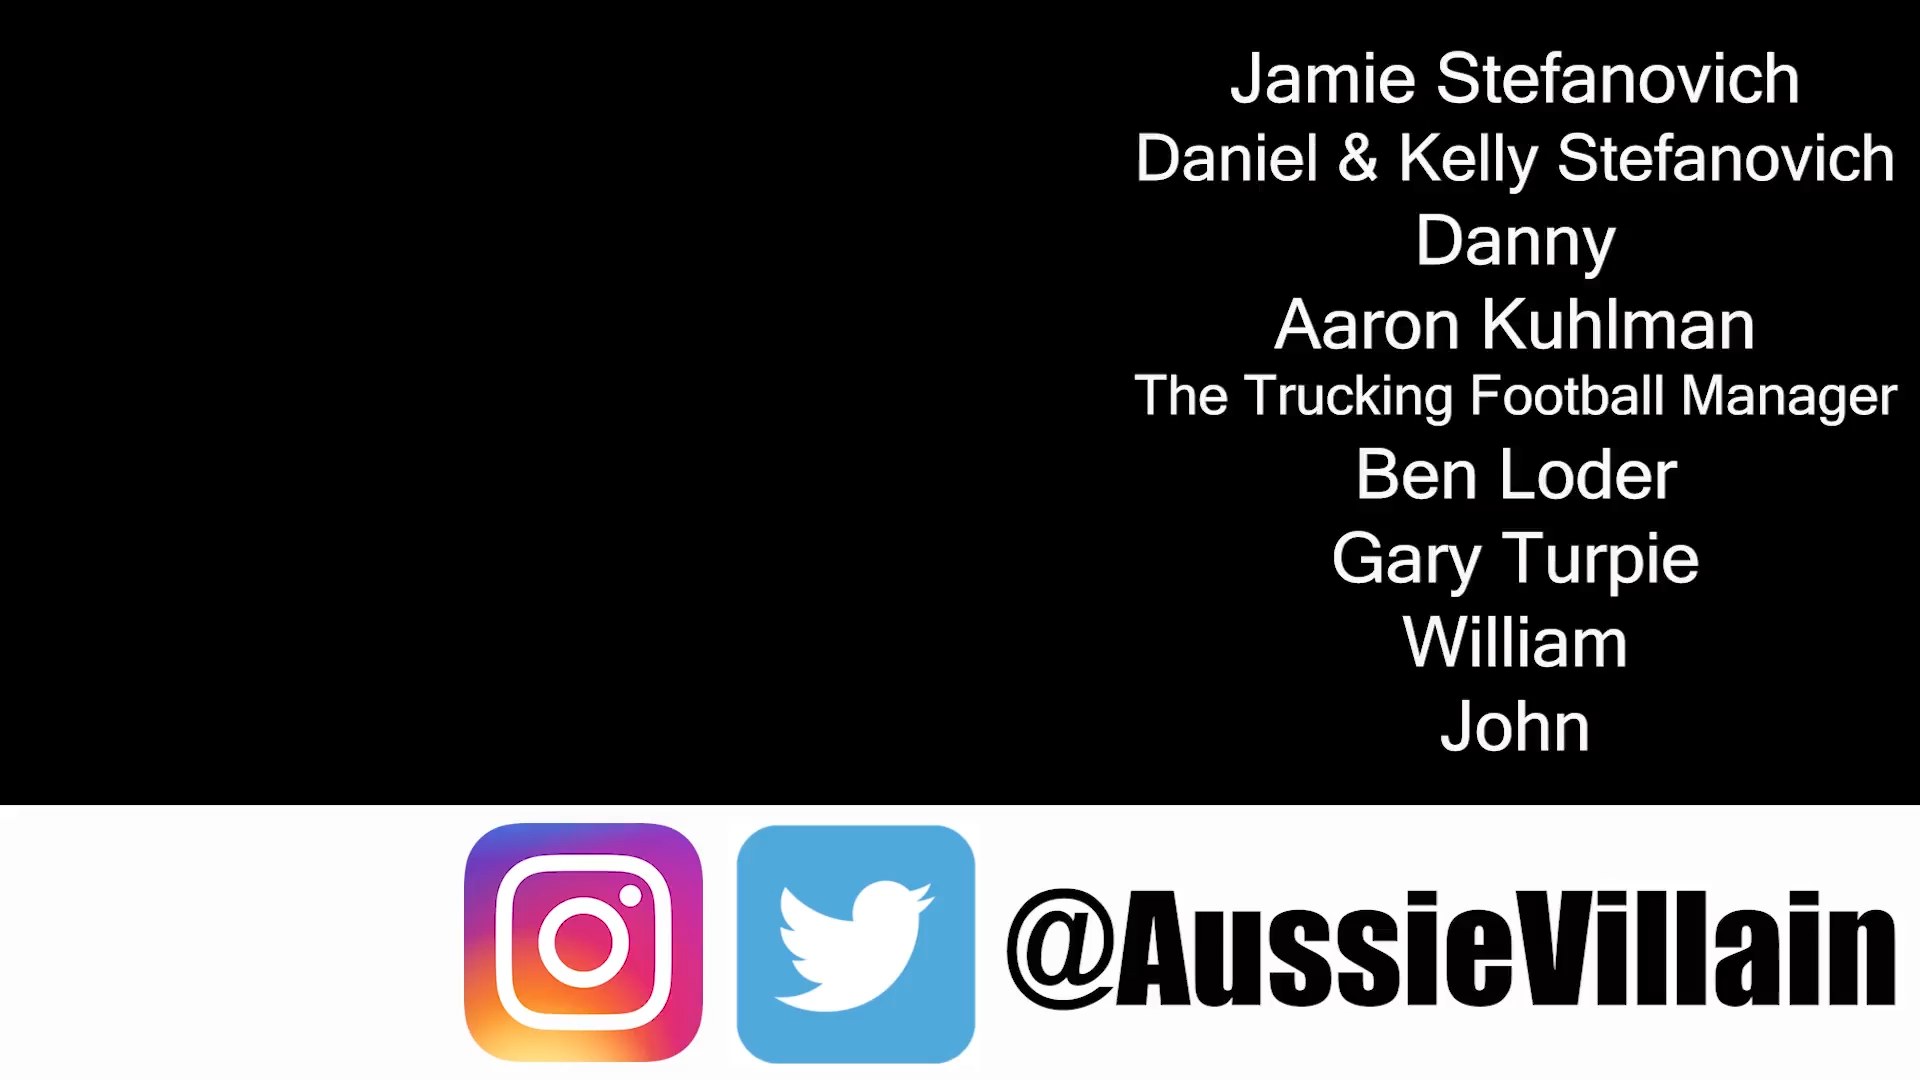 Jamie Stefanovich
Daniel & Kelly Stefanovich
Danny
Aaron Kuhlman
The Trucking Football Manager
Ben Loder
Gary Turpie
William
John
@AussieVillain